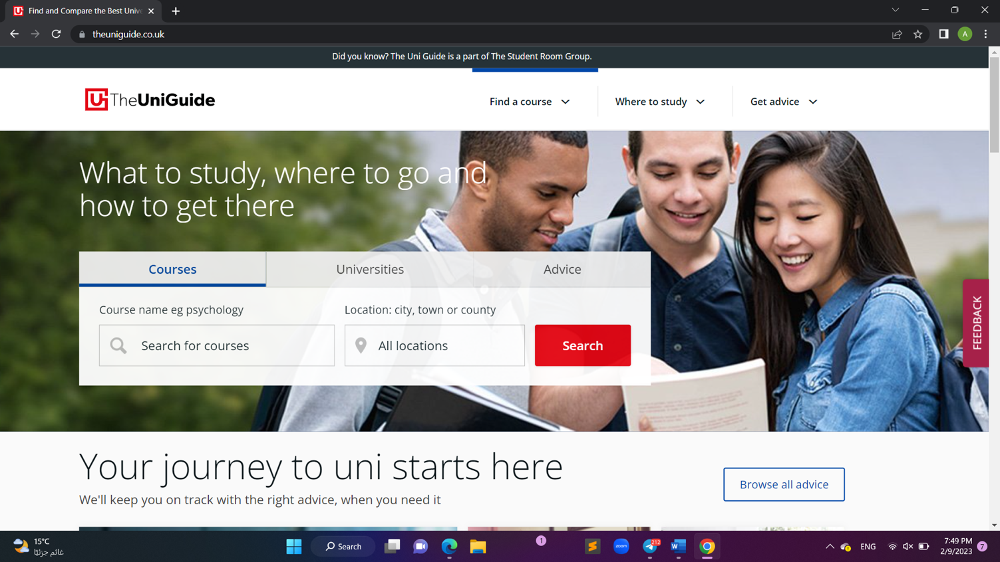 Find and Compare the Best Unive
theuniguide.co.uk
A
Did you know? The Uni Guide is a part of The Student Room Group.
TheUniGuide
Find a course
Where to study
Get advice
What to study, where to go and
how to get there
Courses
Universities
Advice
Course name eg psychology
Location: city, town or county
Search for courses
All locations
Search
FEEDBACK
Your journey to uni starts here
We'll keep you on track with the right advice, when you need it
Browse all advice
15°C
غائم جزئيًا
Search
1
zoom
212
W
ENG
7:49 PM
2/9/2023
7